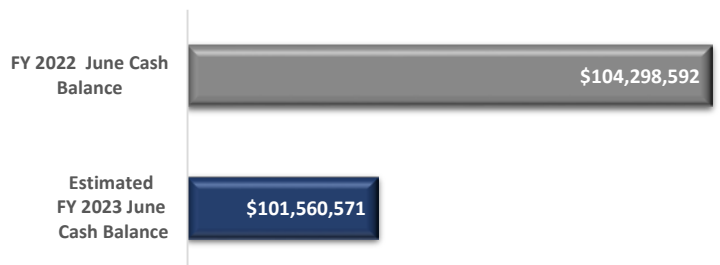 FY 2022 June Cash
Balance
$104,298,592
Estimated
FY 2023 June
Cash Balance
$101,560,571